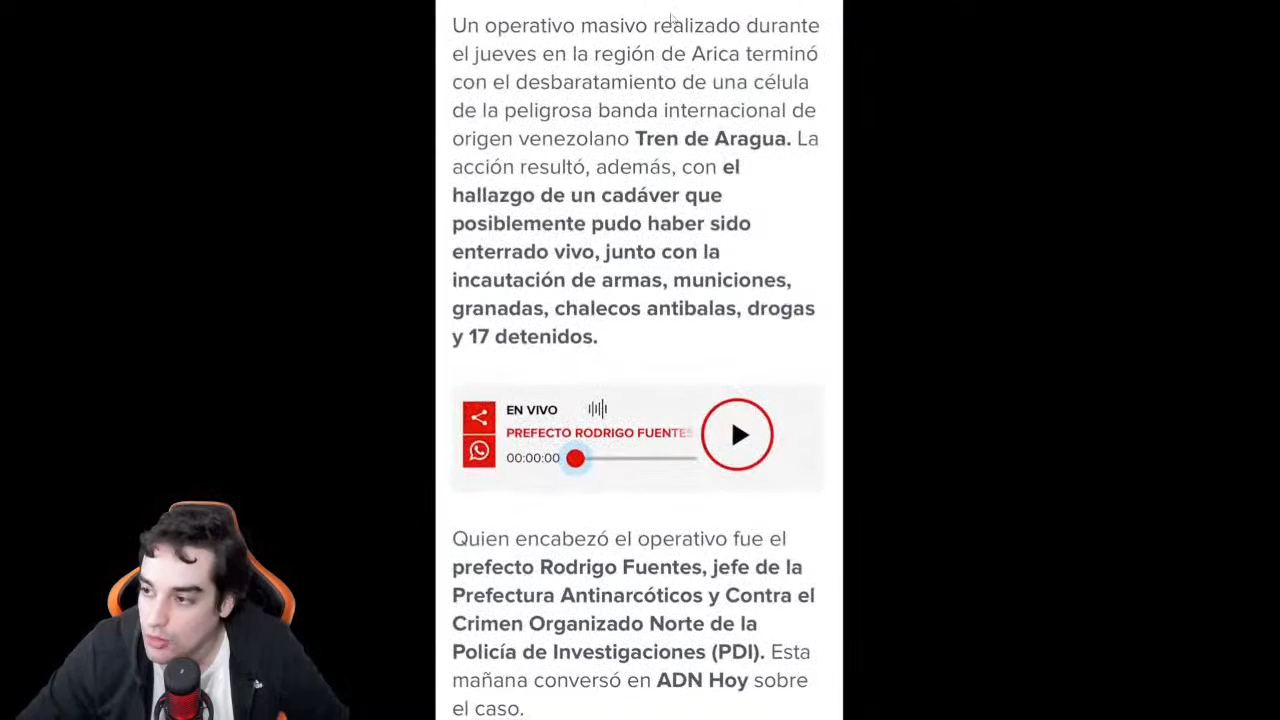 Un operativo masivo realizado durante
el jueves en la región de Arica terminó
con el desbaratamiento de una célula
de la peligrosa banda internacional de
origen venezolano Tren de Aragua. La
acción resultó, además, con el
hallazgo de un cadáver que
posiblemente pudo haber sido
enterrado vivo, junto con la
incautación de armas, municiones,
granadas, chalecos antibalas, drogas
y 17 detenidos.
EN VIVO
PREFECTO RODRIGO FUENTES
00:00:00
Quien encabezó el operativo fue el
prefecto Rodrigo Fuentes, jefe de la
Prefectura Antinarcóticos y Contra el
Crimen Organizado Norte de la
Policía de Investigaciones (PDI). Esta
mañana conversó en ADN Hoy sobre
el caso.